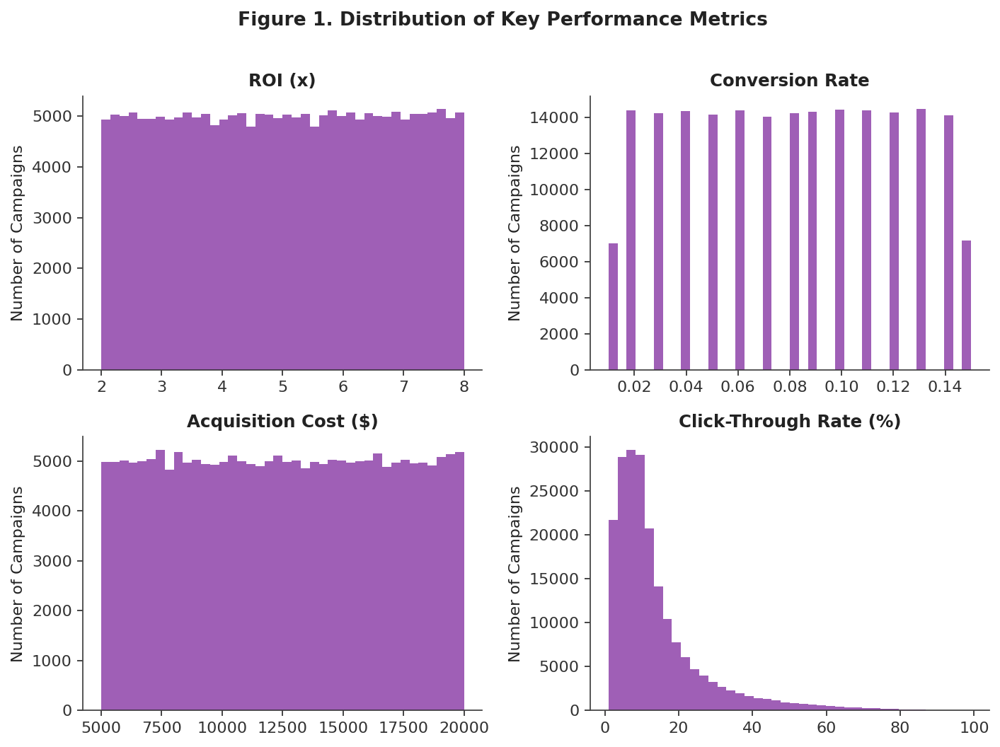 Figure 1. Distribution of Key Performance Metrics
ROI (x)
Number of Campaigns
5000
4000
3000
2000
1000
0
2 3 4 5 6 7 8
Conversion Rate
Number of Campaigns
14000
12000
10000
8000
6000
4000
2000
0
0.02 0.04 0.06 0.08 0.10 0.12 0.14
Acquisition Cost ($)
Number of Campaigns
5000
4000
3000
2000
1000
0
5000 7500 10000 12500 15000 17500 20000
Click-Through Rate (%)
Number of Campaigns
30000
25000
20000
15000
10000
5000
0
0 20 40 60 80 100